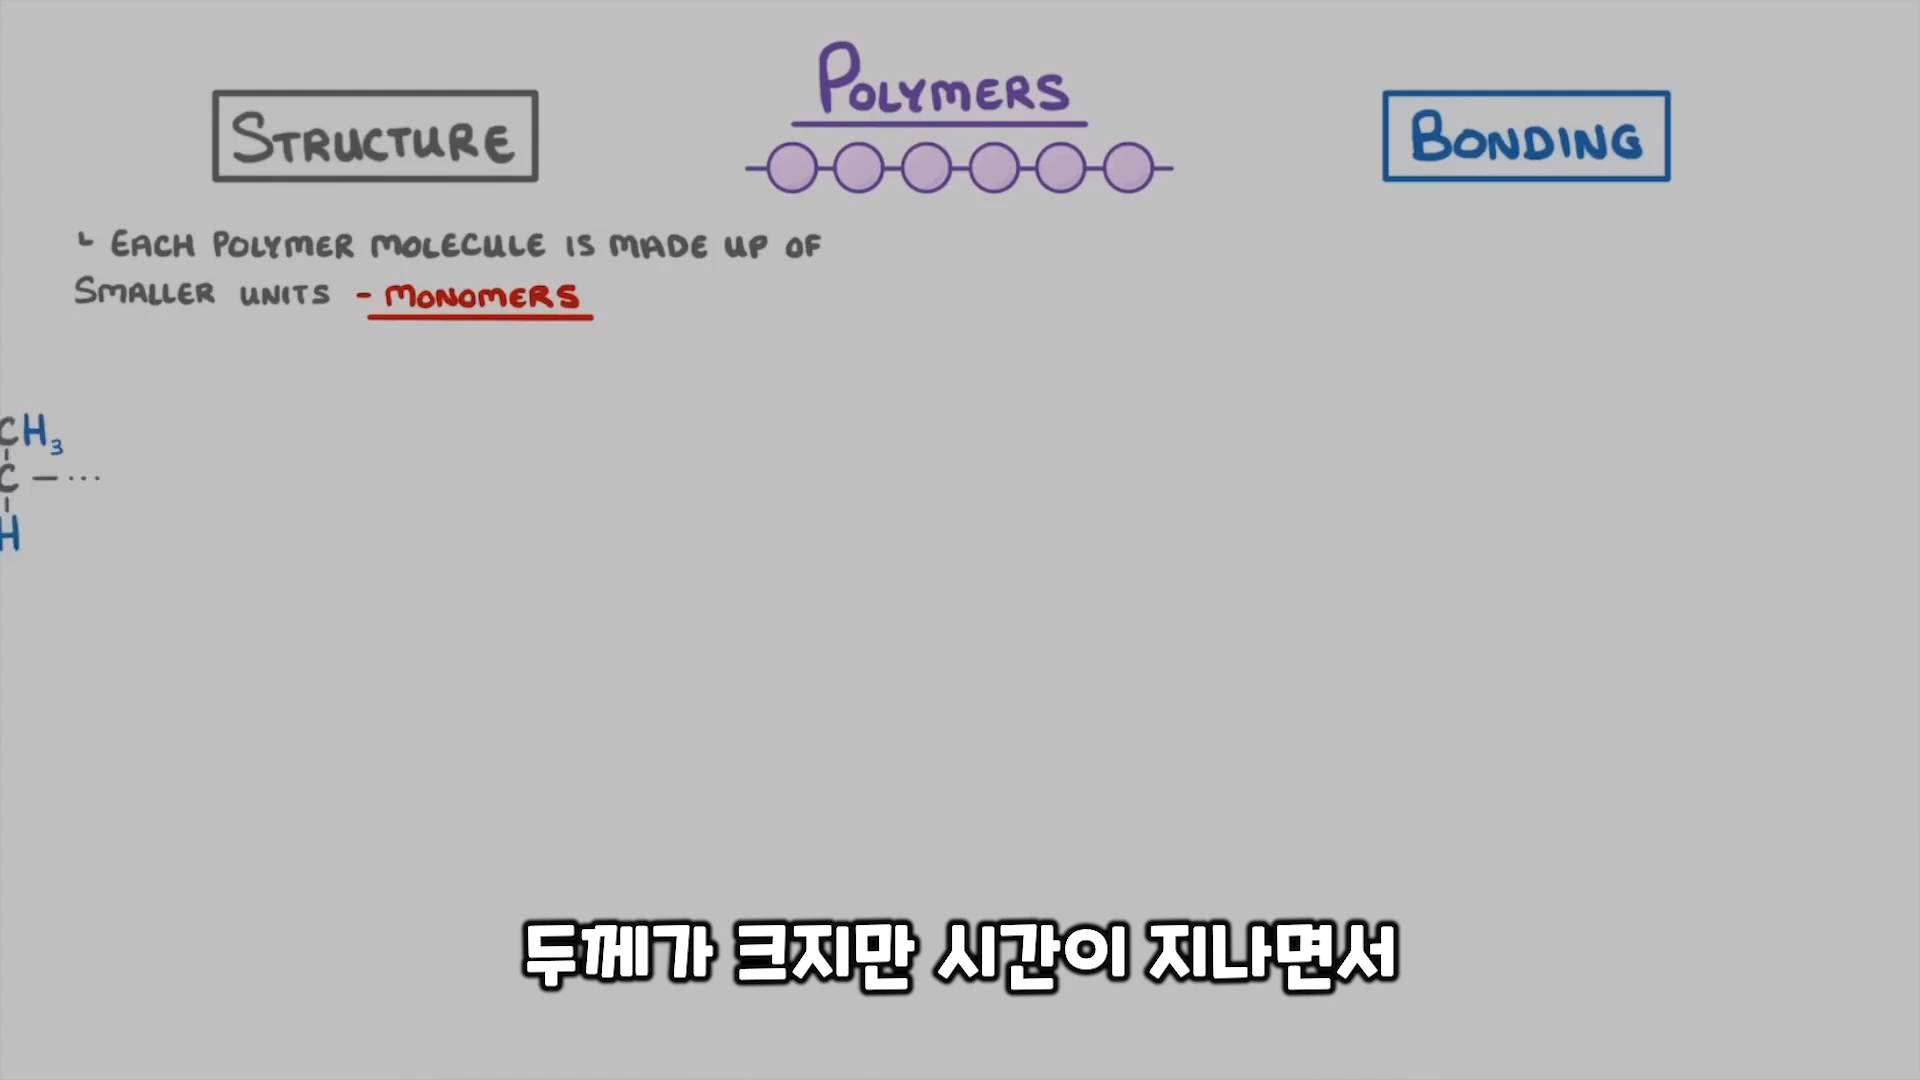 POLYMERS
STRUCTURE
BONDING
EACH POLYMER MOLECULE IS MADE UP OF
SMALLER UNITS - MONOMERS
CH₃
C — ...
H
두께가 크지만 시간이 지나면서